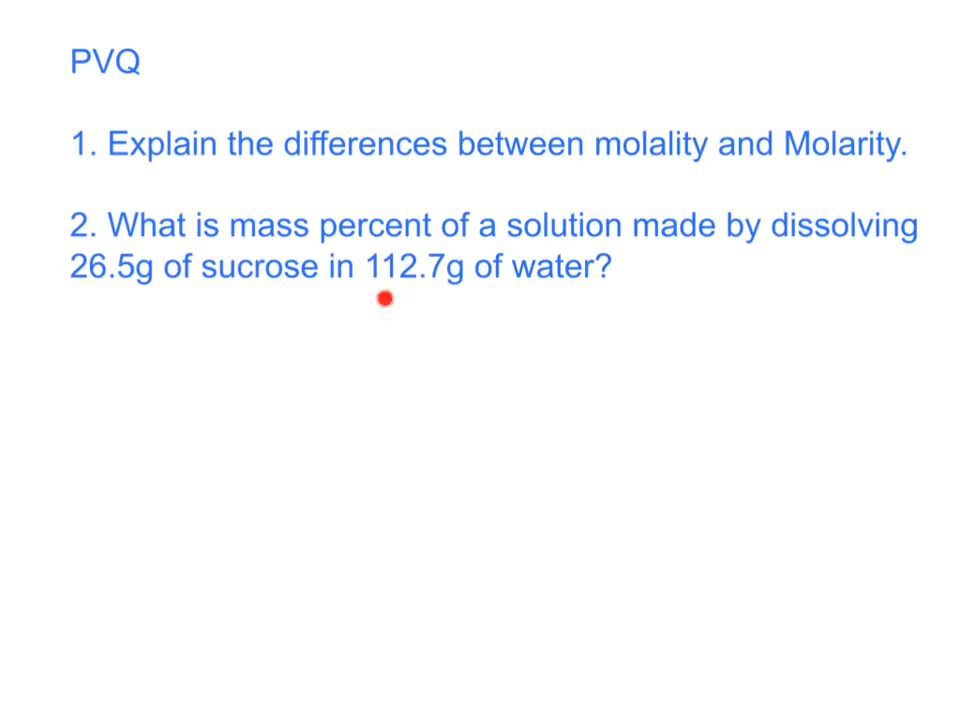 PVQ
1. Explain the differences between molality and Molarity.
2. What is mass percent of a solution made by dissolving
26.5g of sucrose in 112.7g of water?